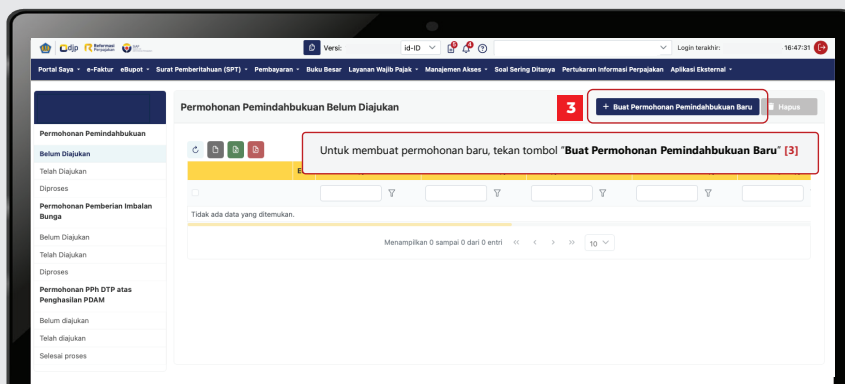 djp
Reformasi
Perpajakan
Versi:
id-ID
Login terakhir:
16:47:31
Portal Saya
e-Faktur
eBupot
Surat Pemberitahuan (SPT)
Pembayaran
Buku Besar
Layanan Wajib Pajak
Manajemen Akses
Soal Sering Ditanya
Pertukaran Informasi Perpajakan
Aplikasi Eksternal
Permohonan Pemindahbukuan
Belum Diajukan
Telah Diajukan
Diproses
Permohonan Pemberian Imbalan
Bunga
Belum Diajukan
Telah Diajukan
Diproses
Permohonan PPh DTP atas
Penghasilan PDAM
Belum diajukan
Telah diajukan
Selesai proses
Permohonan Pemindahbukuan Belum Diajukan
3
+ Buat Permohonan Pemindahbukuan Baru
Hapus
Untuk membuat permohonan baru, tekan tombol "Buat Permohonan Pemindahbukuan Baru" [3]
Tidak ada data yang ditemukan.
Menampilkan 0 sampai 0 dari 0 entri
<< < > >>
10